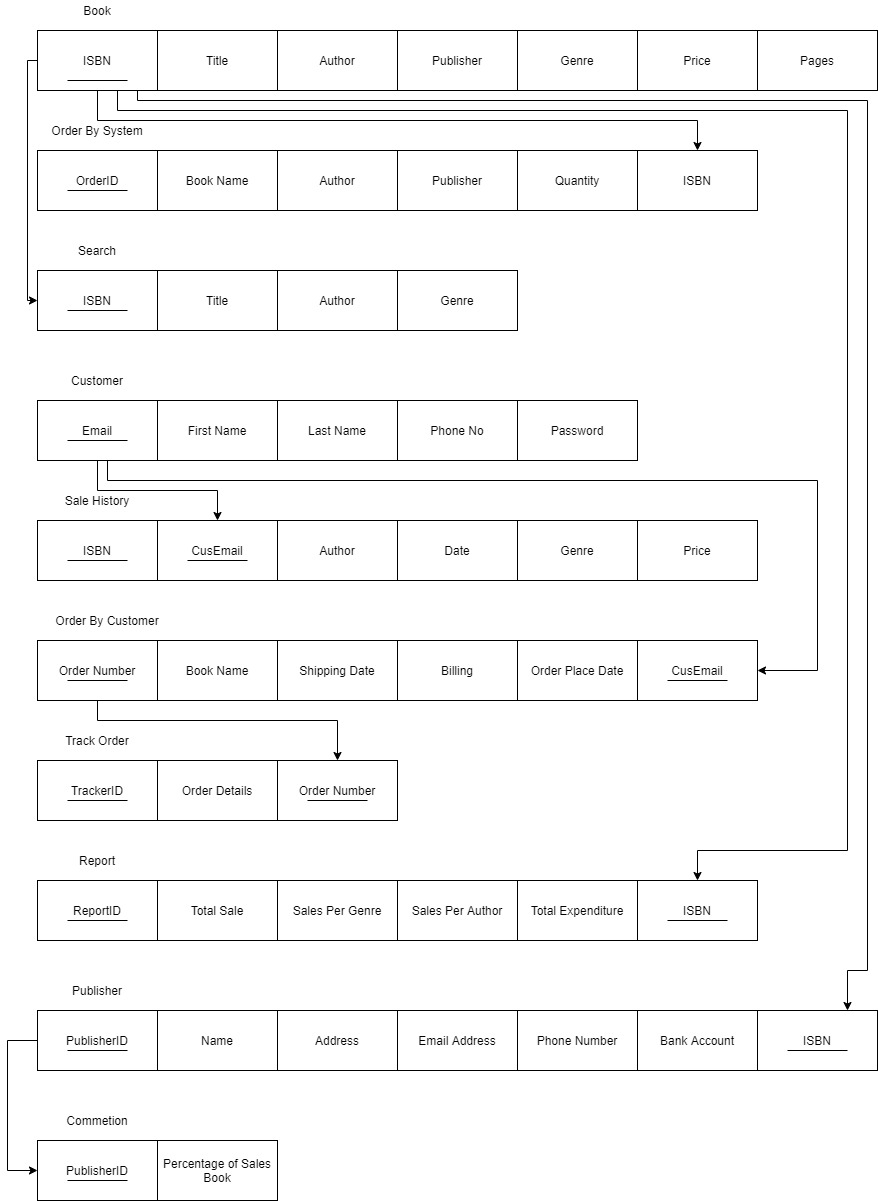 Book
ISBN Title Author Publisher Genre Price Pages
Order By System
OrderID Book Name Author Publisher Quantity ISBN
Search
ISBN Title Author Genre
Customer
Email First Name Last Name Phone No Password
Sale History
ISBN CusEmail Author Date Genre Price
Order By Customer
Order Number Book Name Shipping Date Billing Order Place Date CusEmail
Track Order
TrackerID Order Details Order Number
Report
ReportID Total Sale Sales Per Genre Sales Per Author Total Expenditure ISBN
Publisher
PublisherID Name Address Email Address Phone Number Bank Account ISBN
Commetion
PublisherID Percentage of Sales
Book